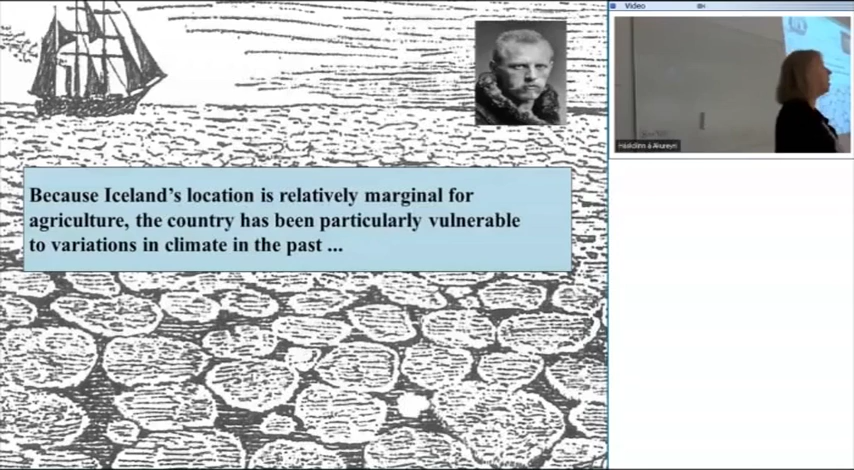 Because Iceland's location is relatively marginal for
agriculture, the country has been particularly vulnerable
to variations in climate in the past ...
Video
Háskólinn á Akureyri